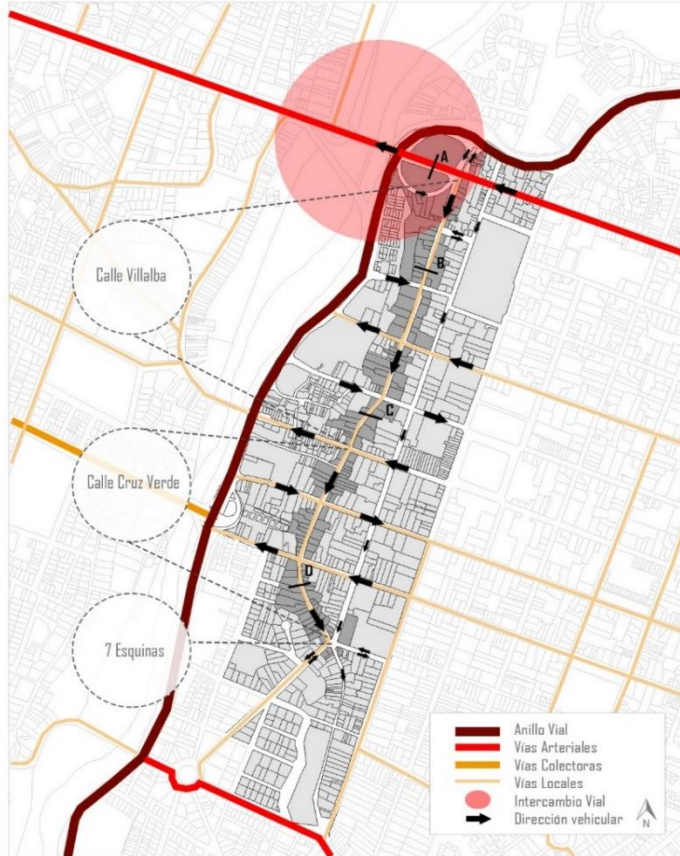 A
B
Calle Villalba
C
Calle Cruz Verde
D
7 Esquinas
Anillo Vial
Vías Arteriales
Vías Colectoras
Vías Locales
Intercambio Vial
Dirección vehicular
N